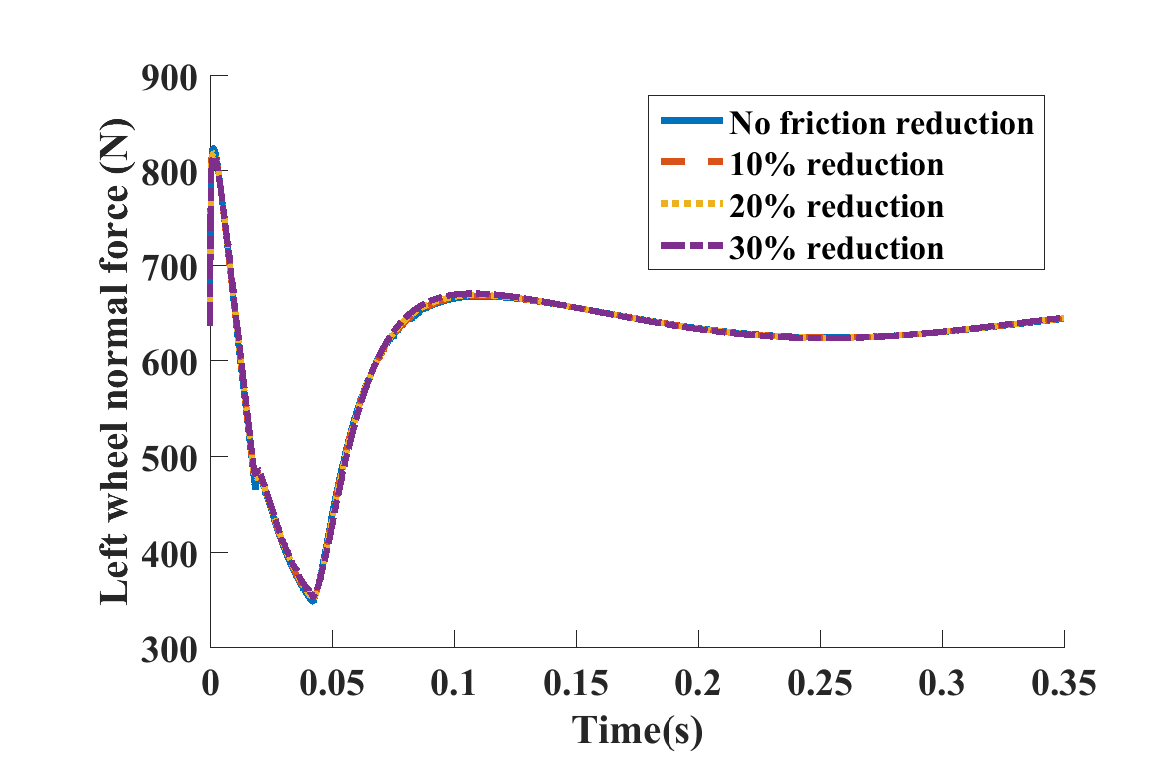 900
800
700
600
500
400
300
Left wheel normal force (N)
No friction reduction
10% reduction
20% reduction
30% reduction
0 0.05 0.1 0.15 0.2 0.25 0.3 0.35
Time(s)